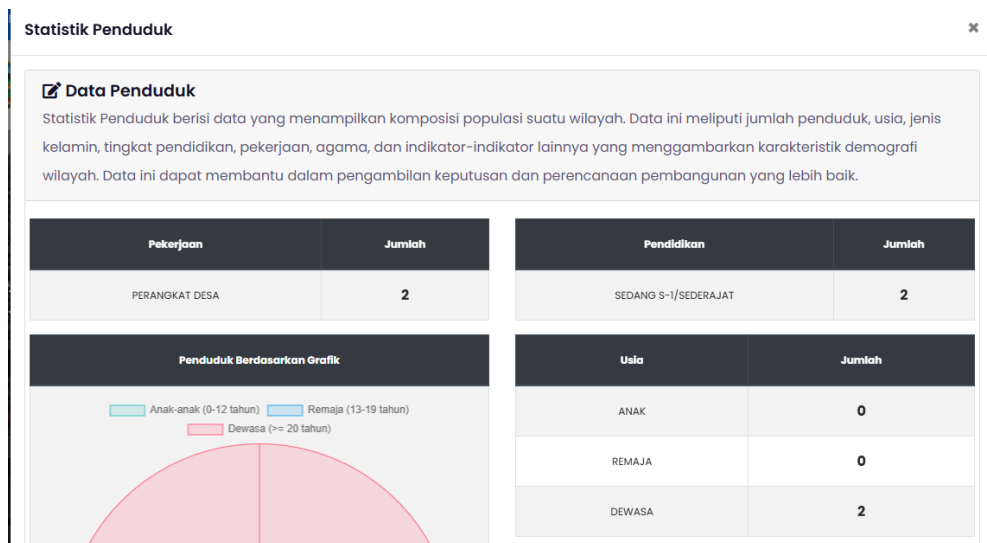 Statistik Penduduk
Data Penduduk
Statistik Penduduk berisi data yang menampilkan komposisi populasi suatu wilayah. Data ini meliputi jumlah penduduk, usia, jenis
kelamin, tingkat pendidikan, pekerjaan, agama, dan indikator-indikator lainnya yang menggambarkan karakteristik demografi
wilayah. Data ini dapat membantu dalam pengambilan keputusan dan perencanaan pembangunan yang lebih baik.
Pekerjaan Jumlah
PERANGKAT DESA 2
Pendidikan Jumlah
SEDANG S-1/SEDERAJAT 2
Penduduk Berdasarkan Grafik
Anak-anak (0-12 tahun) Remaja (13-19 tahun)
Dewasa (>= 20 tahun)
Usia Jumlah
ANAK 0
REMAJA 0
DEWASA 2